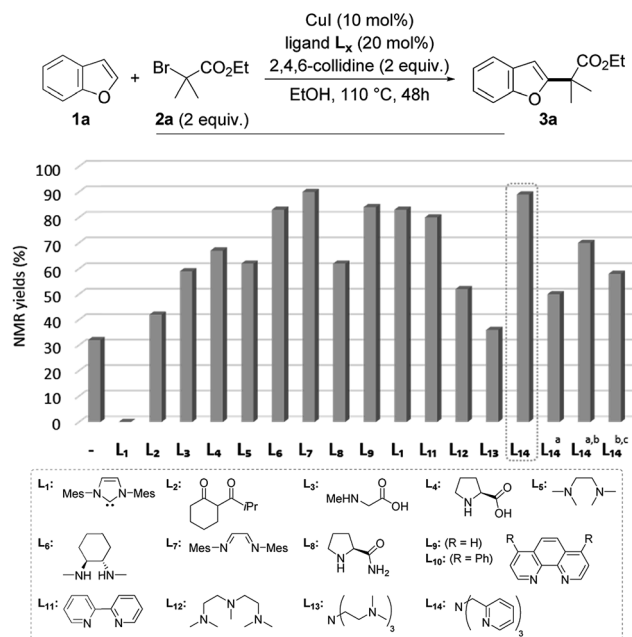 CuI (10 mol%)
ligand Lx (20 mol%)
2,4,6-collidine (2 equiv.)
EtOH, 110 °C, 48h
O
+
Br CO2Et
O
CO2Et
1a
2a (2 equiv.)
3a
NMR yields (%)
100
90
80
70
60
50
40
30
20
10
0
- L1 L2 L3 L4 L5 L6 L7 L8 L9 L1 L11 L12 L13 L14 L14 a L14 a,b L14 b,c
L1: Mes N N Mes
L2: O O iPr
L3: MeHN O OH
L4: N H O OH
L5: N N
L6: NH HN
L7: Mes-N N-Mes
L8: N H O NH2
L9: (R = H)
L10: (R = Ph)
R R N N
L11: N N
L12: N N N
L13: N ( N ) 3
L14: N ( N ) 3